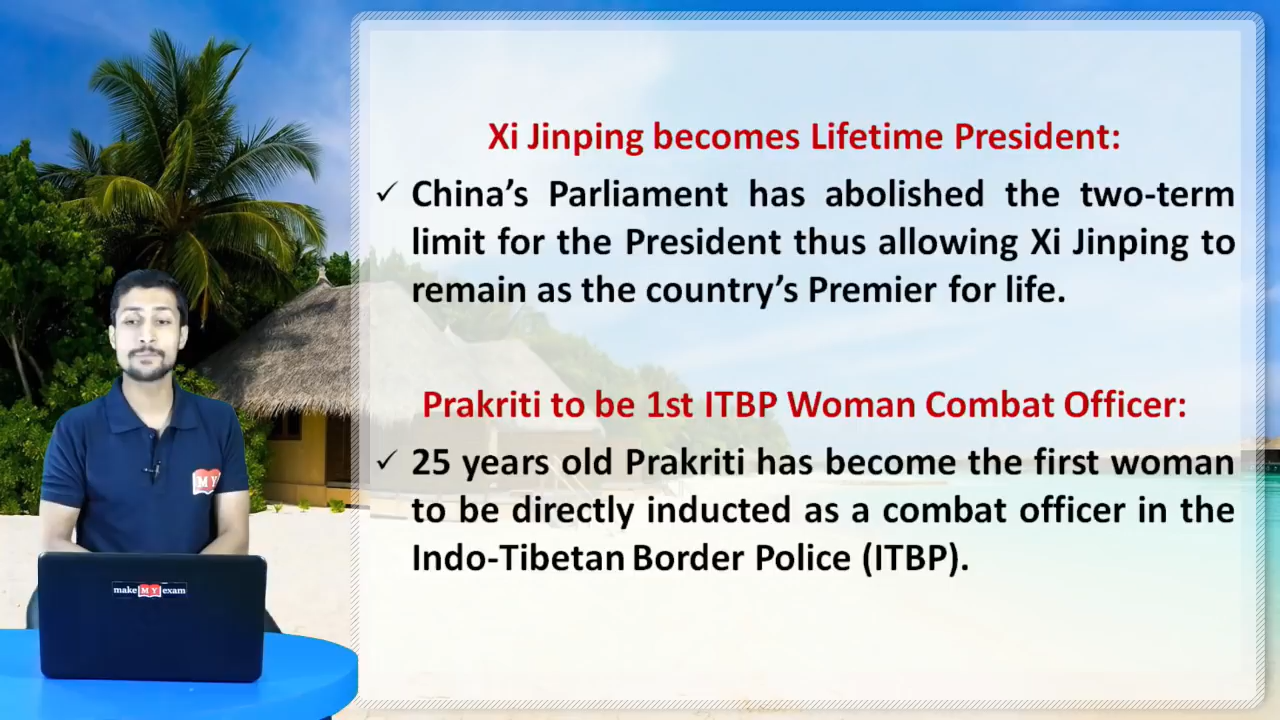 Xi Jinping becomes Lifetime President:
✓ China’s Parliament has abolished the two-term
limit for the President thus allowing Xi Jinping to
remain as the country’s Premier for life.
Prakriti to be 1st ITBP Woman Combat Officer:
✓ 25 years old Prakriti has become the first woman
to be directly inducted as a combat officer in the
Indo-Tibetan Border Police (ITBP).
MY
make MY exam